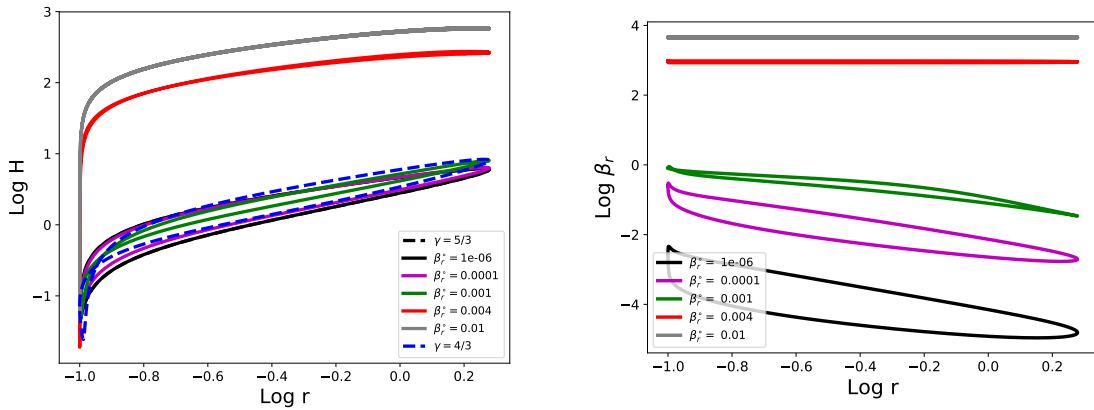 3
2
1
0
−1
Log H
−1.0 −0.8 −0.6 −0.4 −0.2 0.0 0.2
Log r
γ = 5/3
β_r^∘ = 1e-06
β_r^∘ = 0.0001
β_r^∘ = 0.001
β_r^∘ = 0.004
β_r^∘ = 0.01
γ = 4/3
4
2
0
−2
−4
Log β_r
−1.0 −0.8 −0.6 −0.4 −0.2 0.0 0.2
Log r
β_r^∘ = 1e-06
β_r^∘ = 0.0001
β_r^∘ = 0.001
β_r^∘ = 0.004
β_r^∘ = 0.01